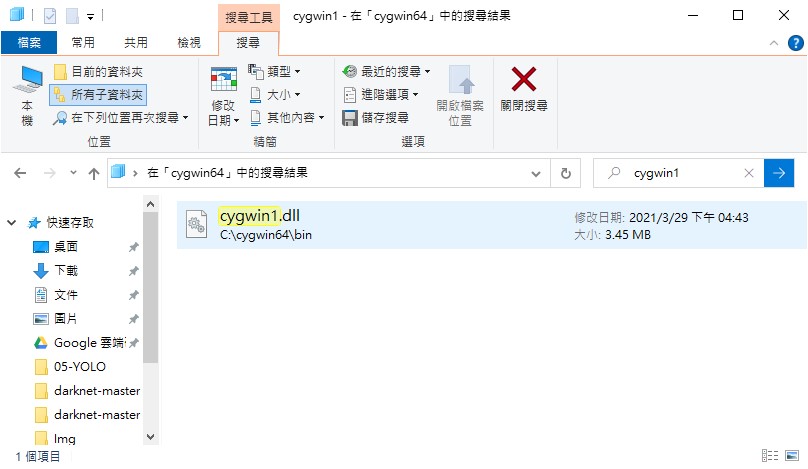 搜尋工具
cygwin1 - 在「cygwin64」中的搜尋結果
檔案
常用
共用
檢視
搜尋
本機
目前的資料夾
所有子資料夾
在下列位置再次搜尋
位置
修改日期
類型
大小
其他內容
精簡
最近的搜尋
進階選項
儲存搜尋
開啟檔案位置
選項
關閉搜尋
在「cygwin64」中的搜尋結果
cygwin1
快速存取
桌面
下載
文件
圖片
Google 雲端
05-YOLO
darknet-master
darknet-master
Img
cygwin1.dll
C:\cygwin64\bin
修改日期: 2021/3/29 下午 04:43
大小: 3.45 MB
1 個項目